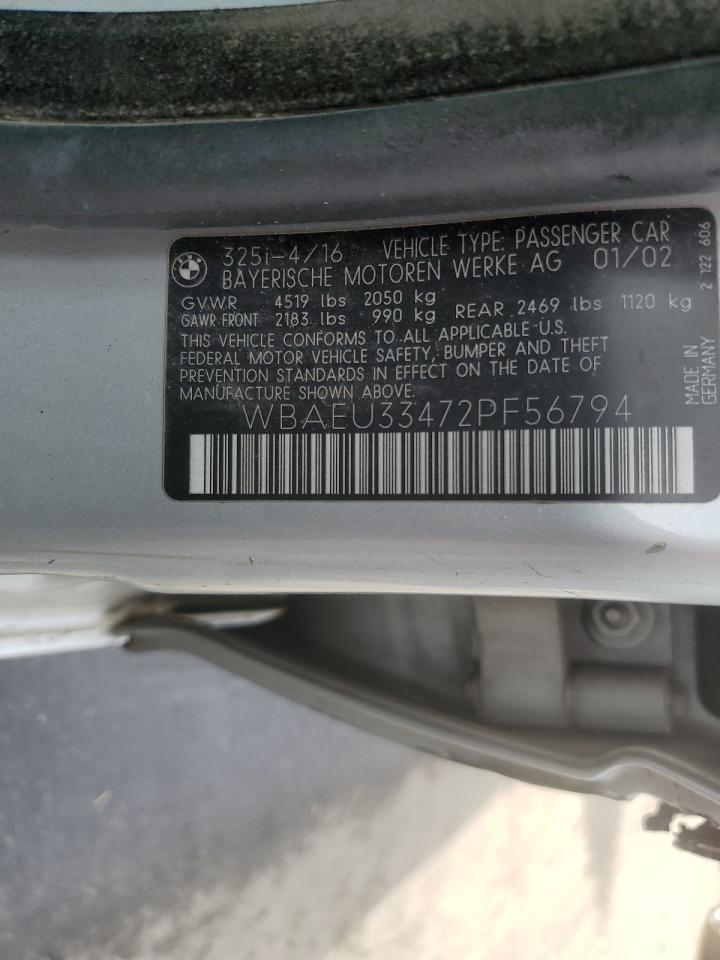 325i-4/16 VEHICLE TYPE: PASSENGER CAR
BAYERISCHE MOTOREN WERKE AG 01/02
GVWR 4519 lbs 2050 kg
GAWR FRONT 2183 lbs 990 kg REAR 2469 lbs 1120 kg
THIS VEHICLE CONFORMS TO ALL APPLICABLE U.S.
FEDERAL MOTOR VEHICLE SAFETY, BUMPER AND THEFT
PREVENTION STANDARDS IN EFFECT ON THE DATE OF
MANUFACTURE SHOWN ABOVE.
WBAEU33472PF56794
2 122 606
MADE IN
GERMANY